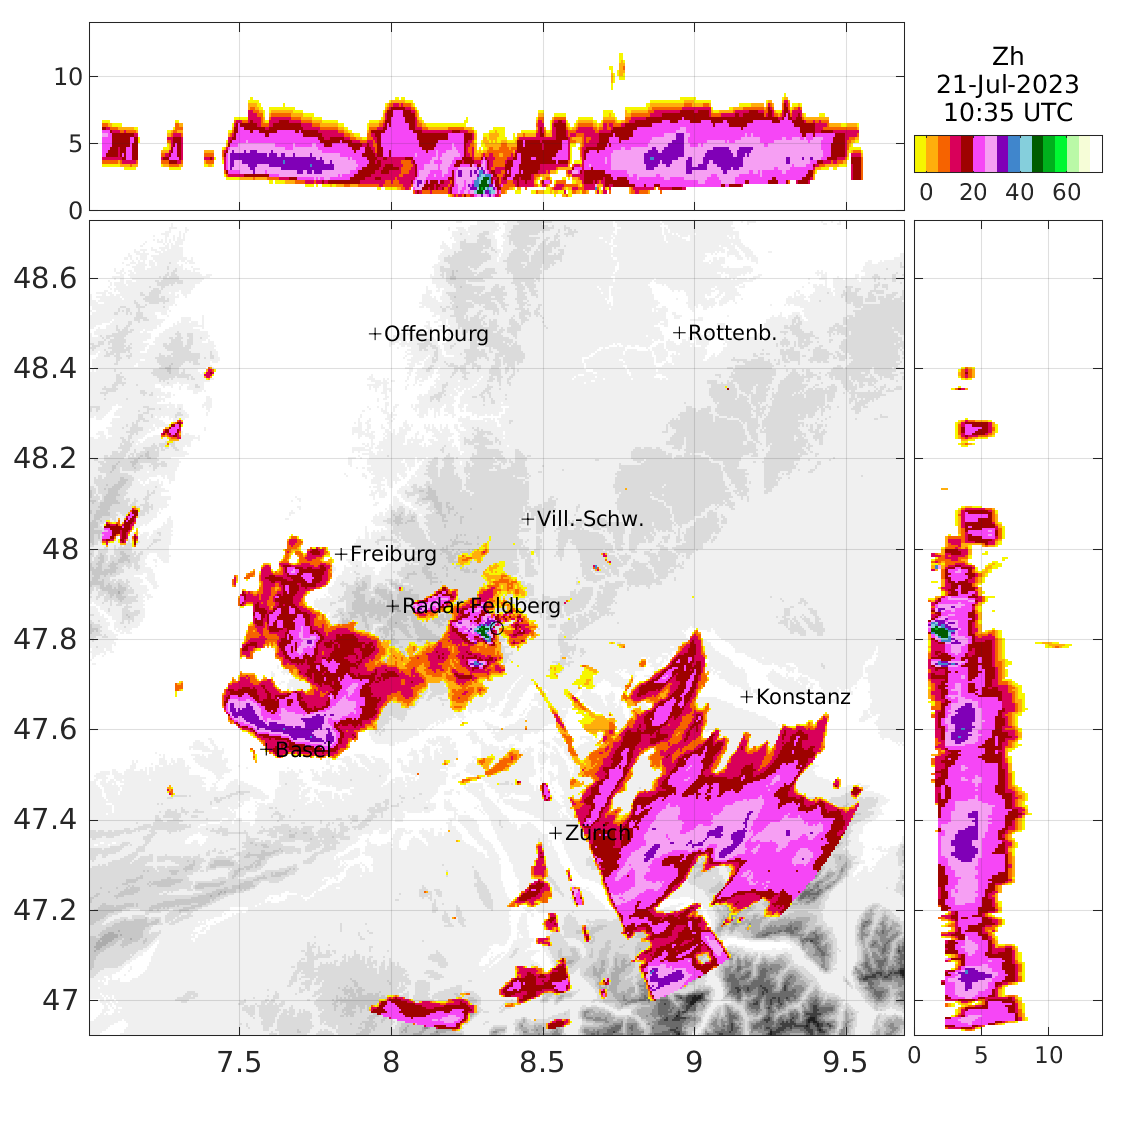 Zh
21-Jul-2023
10:35 UTC
0 20 40 60
10
5
0
48.6
48.4
48.2
48
47.8
47.6
47.4
47.2
47
+Offenburg
+Rottenb.
+Vill.-Schw.
+Freiburg
+Radar Feldberg
+Konstanz
+Basel
+Zürich
7.5 8 8.5 9 9.5
0 5 10